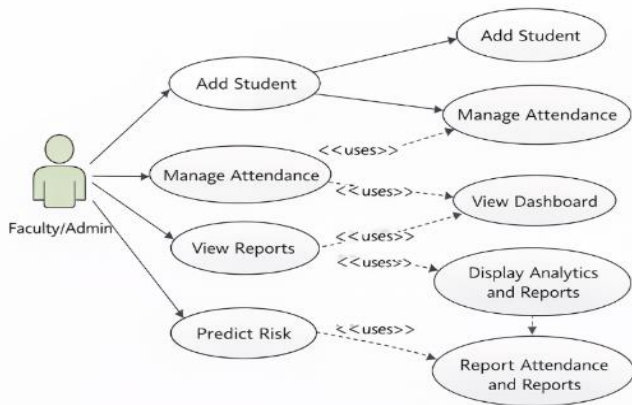 Add Student
Add Student
Manage Attendance
<<uses>>
Manage Attendance
<<uses>>
View Dashboard
Faculty/Admin
View Reports
<<uses>>
<<uses>>
Display Analytics
and Reports
Predict Risk
<<uses>>
Report Attendance
and Reports